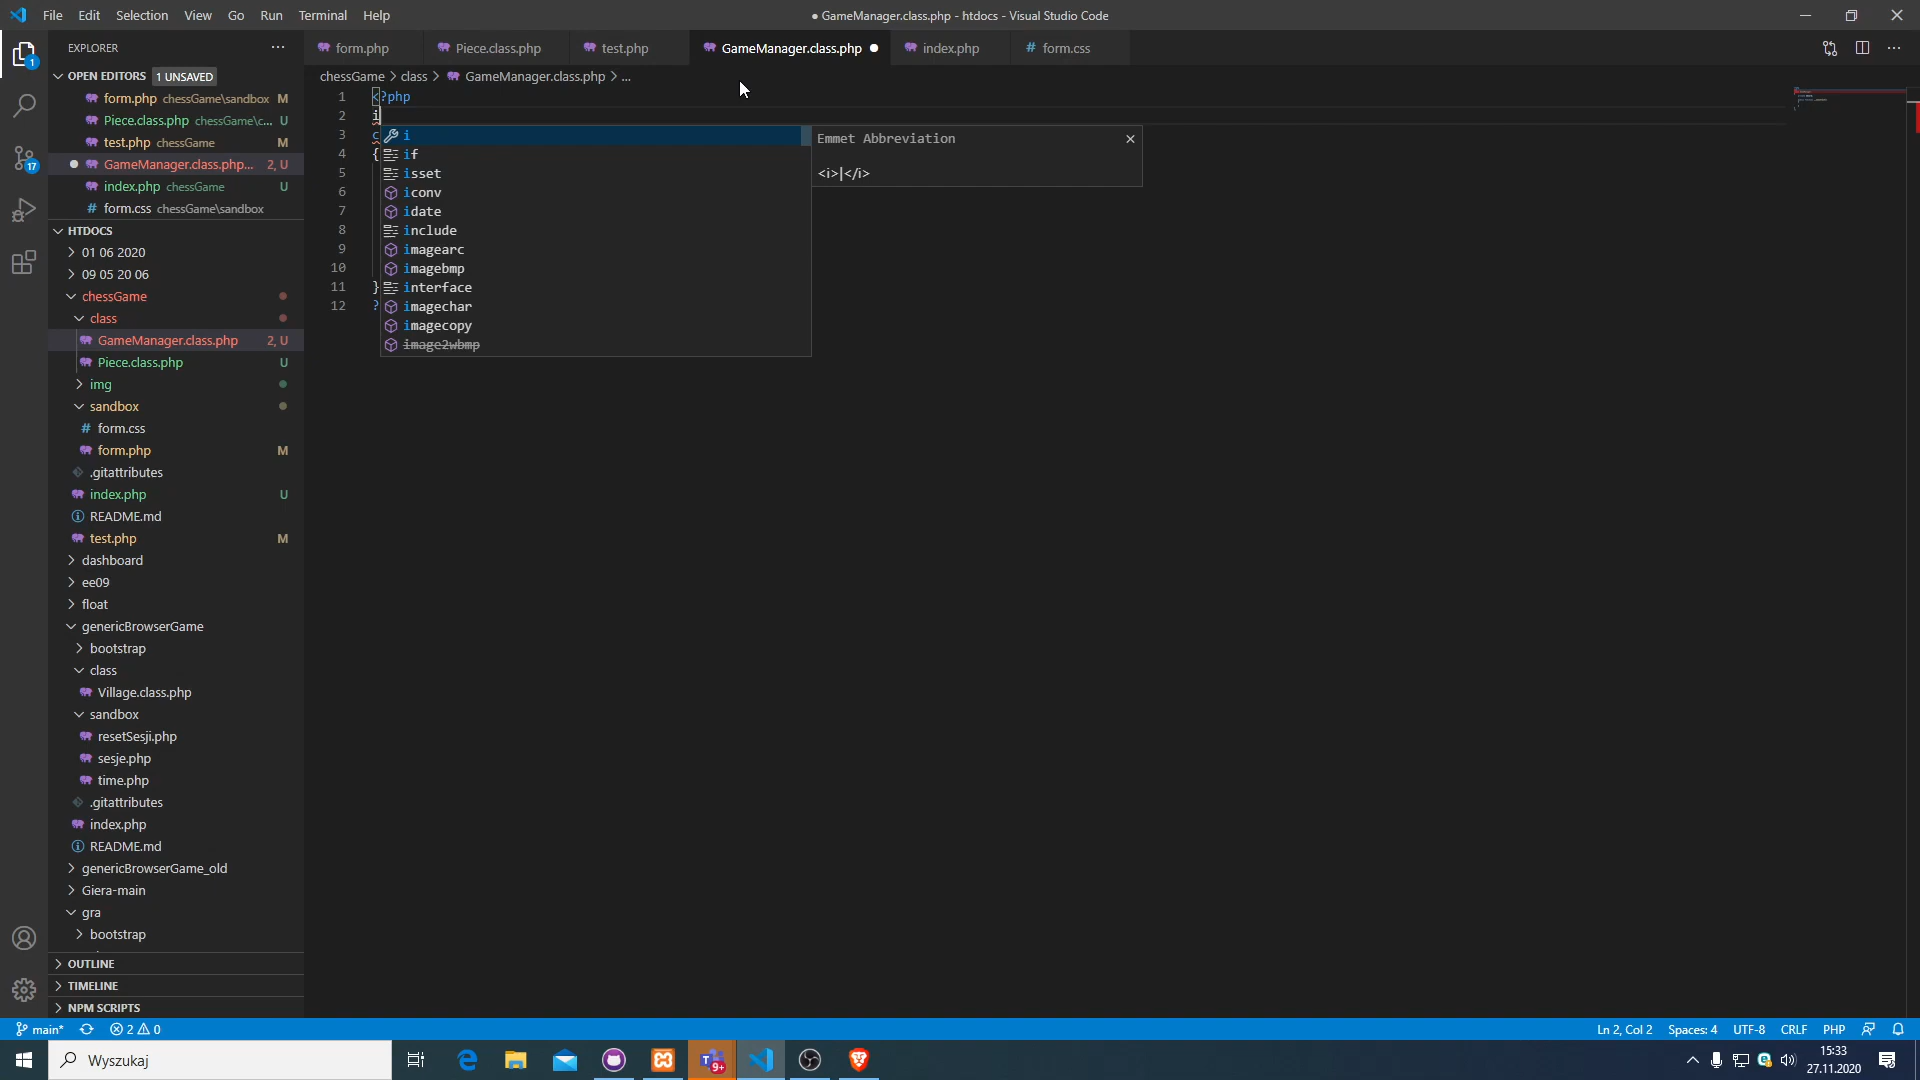 File Edit Selection View Go Run Terminal Help
● GameManager.class.php - htdocs - Visual Studio Code
EXPLORER
form.php Piece.class.php test.php GameManager.class.php index.php form.css
OPEN EDITORS 1 UNSAVED
form.php chessGame\sandbox M
Piece.class.php chessGame\c... U
test.php chessGame M
GameManager.class.php... 2, U
index.php chessGame U
# form.css chessGame\sandbox
HTDOCS
01 06 2020
09 05 20 06
chessGame
class
GameManager.class.php 2, U
Piece.class.php U
img
sandbox
# form.css
form.php M
.gitattributes
index.php U
README.md
test.php M
dashboard
ee09
float
genericBrowserGame
bootstrap
class
Village.class.php
sandbox
resetSesji.php
sesje.php
time.php
.gitattributes
index.php
README.md
genericBrowserGame_old
Giera-main
gra
bootstrap
OUTLINE
TIMELINE
NPM SCRIPTS
chessGame > class > GameManager.class.php > ...
1 <?php
2 i
3 c
4 {
5
6
7
8
9
10
11 }
12 ?
i
if
isset
iconv
idate
include
imagearc
imagebmp
interface
imagechar
imagecopy
image2wbmp
Emmet Abbreviation
<i>|</i>
main* 2 0
Ln 2, Col 2 Spaces: 4 UTF-8 CRLF PHP
Wyszukaj
9+
15:33
27.11.2020
1
17